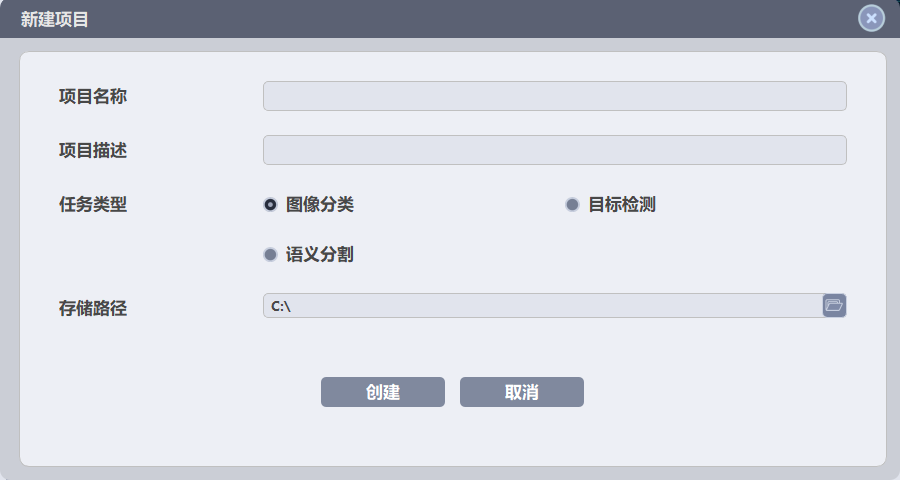 新建项目
项目名称
项目描述
任务类型 图像分类 目标检测
语义分割
存储路径 C:\
创建 取消